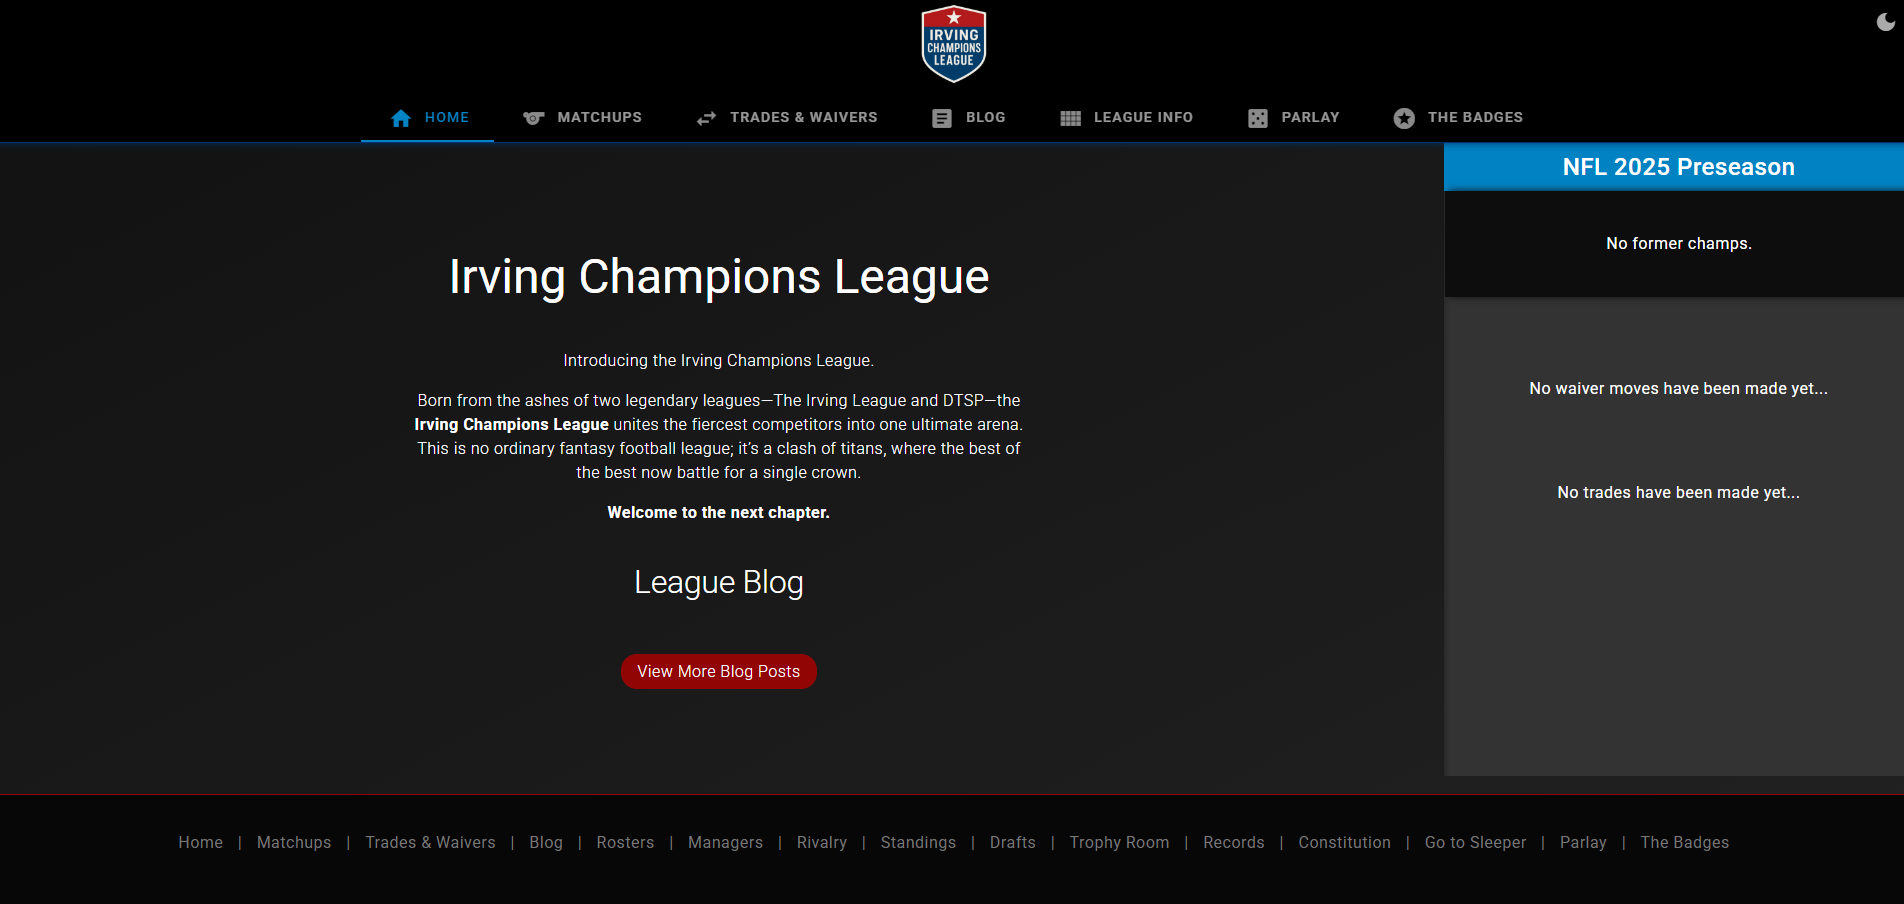 IRVING
CHAMPIONS
LEAGUE
HOME MATCHUPS TRADES & WAIVERS BLOG LEAGUE INFO PARLAY THE BADGES
NFL 2025 Preseason
No former champs.
No waiver moves have been made yet...
No trades have been made yet...
Irving Champions League
Introducing the Irving Champions League.
Born from the ashes of two legendary leagues—The Irving League and DTSP—the
Irving Champions League unites the fiercest competitors into one ultimate arena.
This is no ordinary fantasy football league; it’s a clash of titans, where the best of
the best now battle for a single crown.
Welcome to the next chapter.
League Blog
View More Blog Posts
Home | Matchups | Trades & Waivers | Blog | Rosters | Managers | Rivalry | Standings | Drafts | Trophy Room | Records | Constitution | Go to Sleeper | Parlay | The Badges